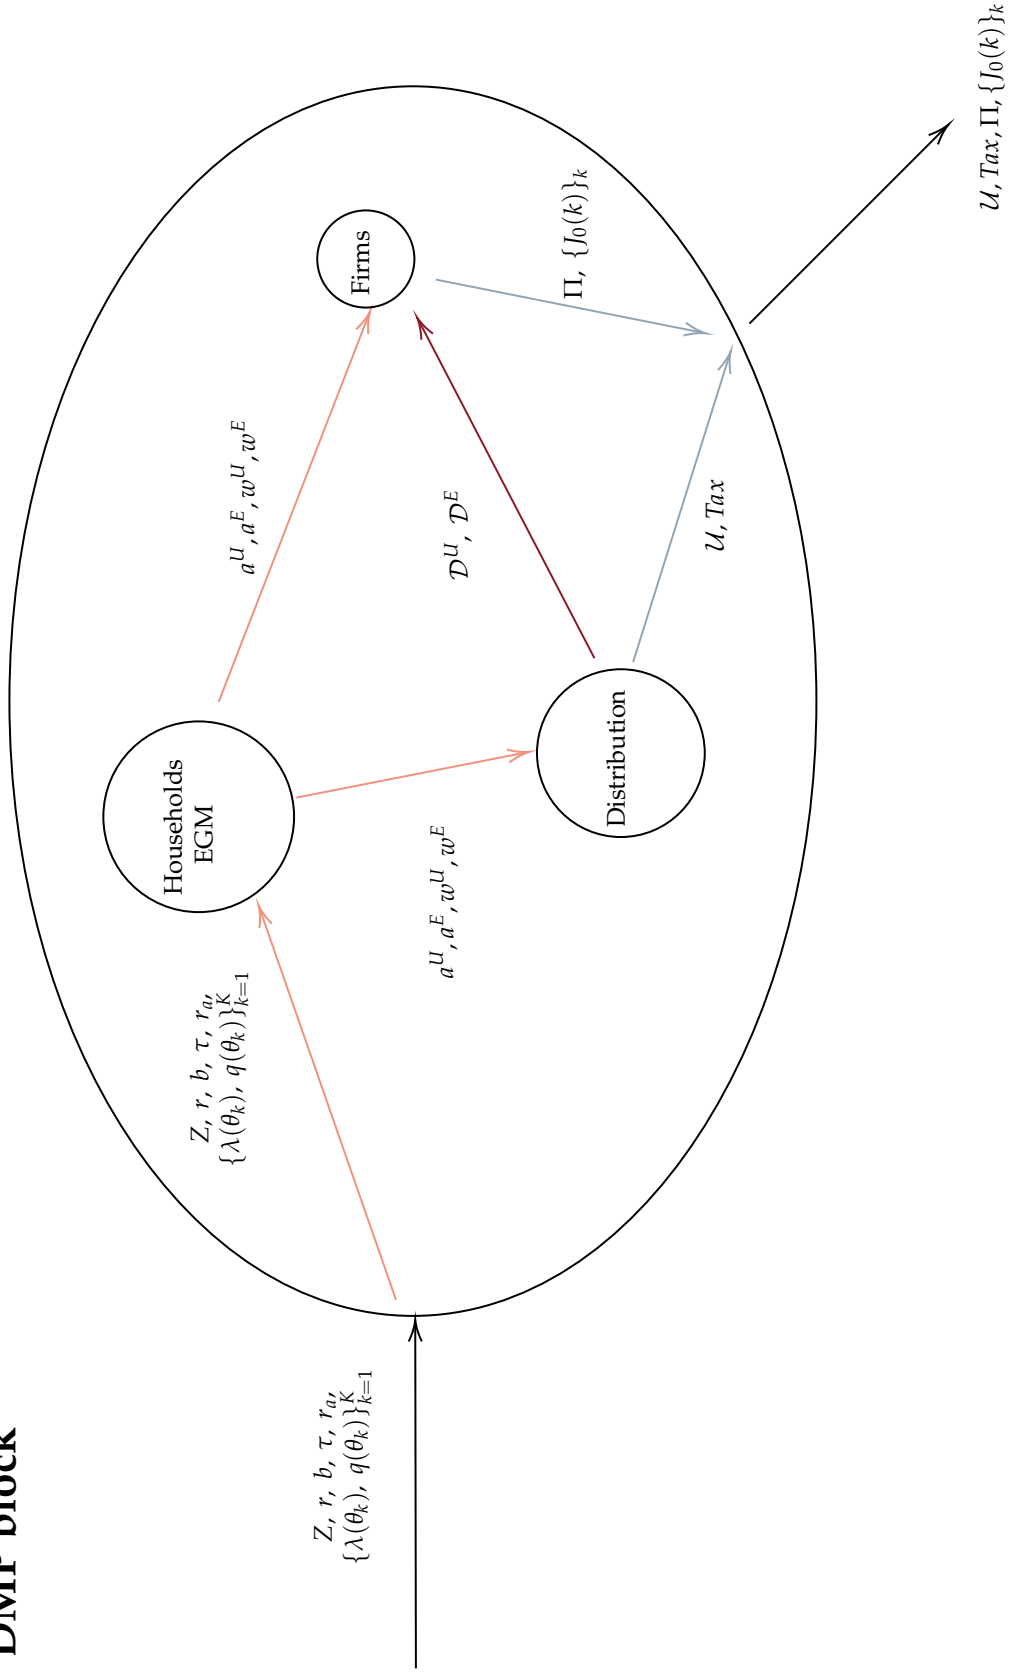 DMP block
Z, r, b, τ, r_a,
{λ(θ_k), q(θ_k)}_{k=1}^K
Z, r, b, τ, r_a,
{λ(θ_k), q(θ_k)}_{k=1}^K
Households
EGM
a^U, a^E, w^U, w^E
a^U, a^E, w^U, w^E
Distribution
𝒟^U, 𝒟^E
Firms
Π, {J_0(k)}_k
𝒰, Tax
𝒰, Tax, Π, {J_0(k)}_k